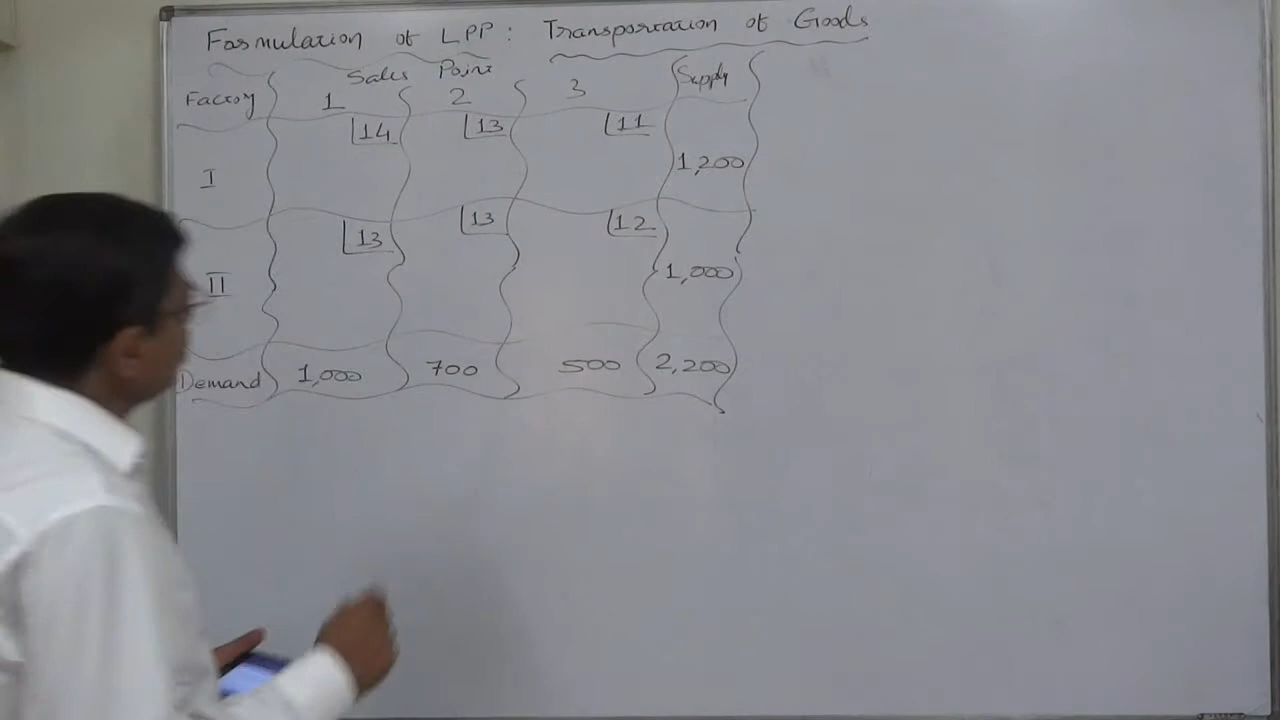 Formulation of LPP: Transportation of Goods
Sales Point
Factory 1 2 3 Supply
14 13 11
I 1,200
13 13 12
II 1,000
Demand 1,000 700 500 2,200